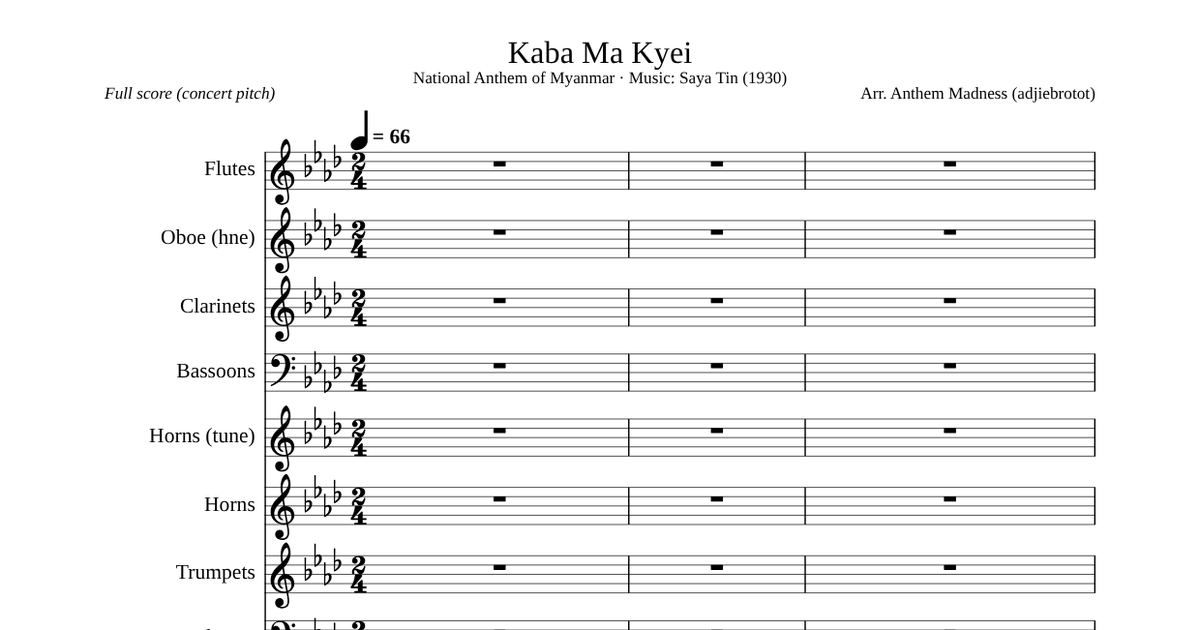 Kaba Ma Kyei
National Anthem of Myanmar · Music: Saya Tin (1930)
Full score (concert pitch)
Arr. Anthem Madness (adjiebrotot)
= 66
Flutes
Oboe (hne)
Clarinets
Bassoons
Horns (tune)
Horns
Trumpets